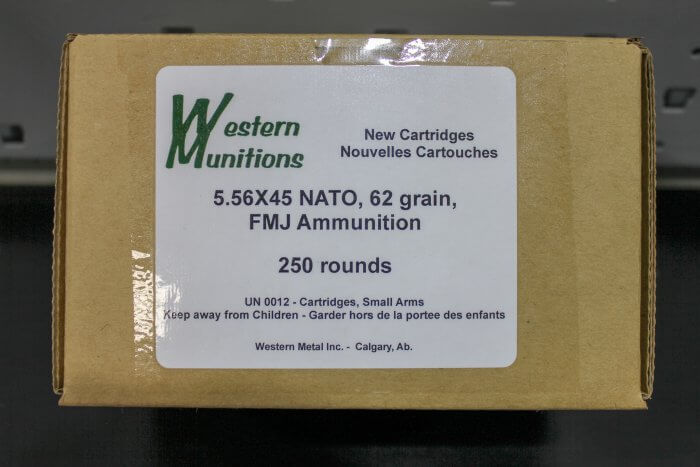 Western
Munitions
New Cartridges
Nouvelles Cartouches
5.56X45 NATO, 62 grain,
FMJ Ammunition
250 rounds
UN 0012 - Cartridges, Small Arms
Keep away from Children - Garder hors de la portee des enfants
Western Metal Inc. - Calgary, Ab.